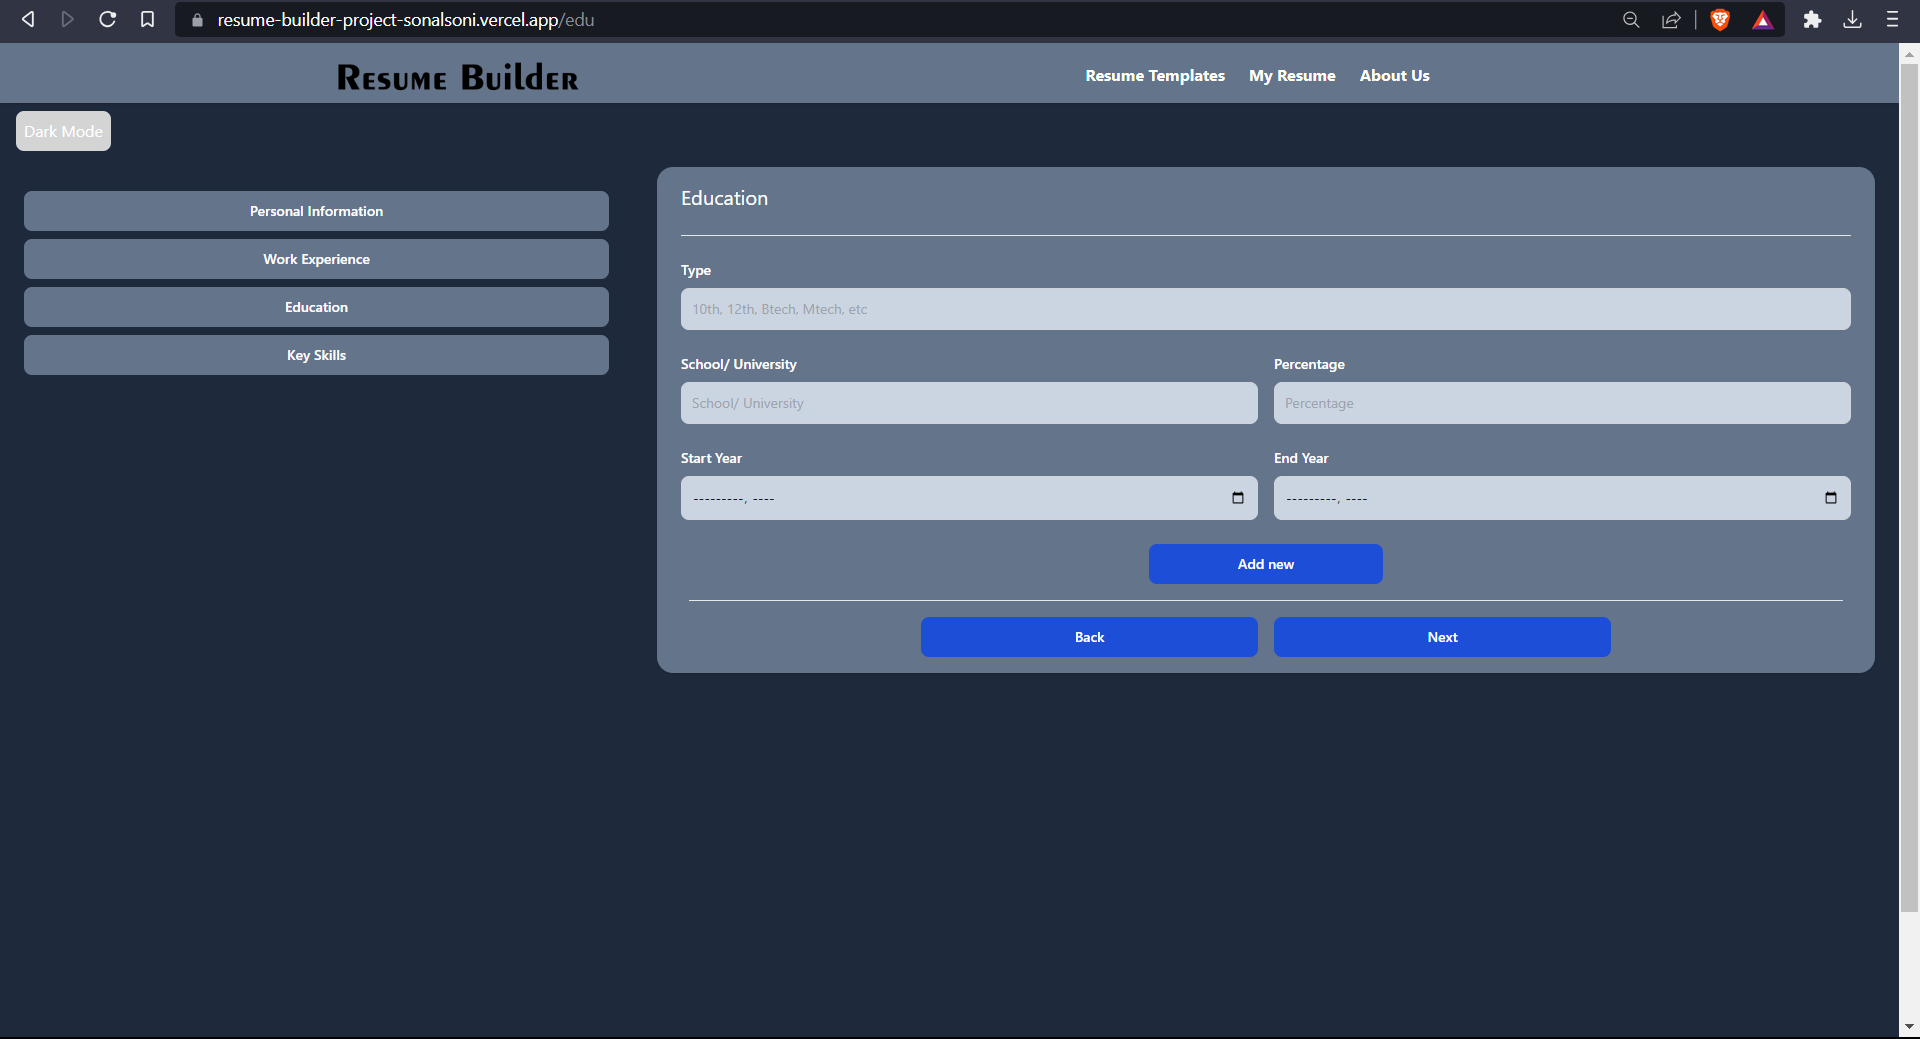 resume-builder-project-sonalsoni.vercel.app/edu
Resume Builder
Resume Templates My Resume About Us
Dark Mode
Personal Information
Work Experience
Education
Key Skills
Education
Type
10th, 12th, Btech, Mtech, etc
School/ University Percentage
School/ University Percentage
Start Year End Year
---------, ---- ---------, ----
Add new
Back Next